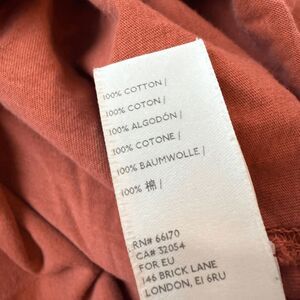 100% COTTON /
100% COTON /
100% ALGODÓN /
100% COTONE /
100% BAUMWOLLE /
100% 棉 /
RN# 66170
CA# 32054
FOR EU
146 BRICK LANE
LONDON, E1 6RU